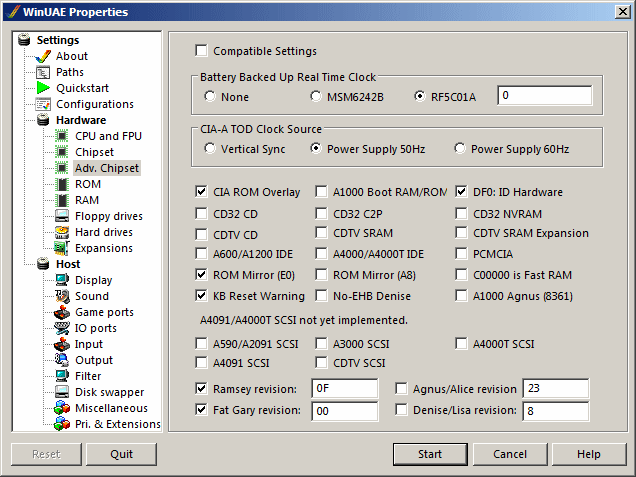 WinUAE Properties
Settings
About
Paths
Quickstart
Configurations
Hardware
CPU and FPU
Chipset
Adv. Chipset
ROM
RAM
Floppy drives
Hard drives
Expansions
Host
Display
Sound
Game ports
IO ports
Input
Output
Filter
Disk swapper
Miscellaneous
Pri. & Extensions
Compatible Settings
Battery Backed Up Real Time Clock
None MSM6242B RF5C01A 0
CIA-A TOD Clock Source
Vertical Sync Power Supply 50Hz Power Supply 60Hz
CIA ROM Overlay A1000 Boot RAM/ROM DF0: ID Hardware
CD32 CD CD32 C2P CD32 NVRAM
CDTV CD CDTV SRAM CDTV SRAM Expansion
A600/A1200 IDE A4000/A4000T IDE PCMCIA
ROM Mirror (E0) ROM Mirror (A8) C00000 is Fast RAM
KB Reset Warning No-EHB Denise A1000 Agnus (8361)
A4091/A4000T SCSI not yet implemented.
A590/A2091 SCSI A3000 SCSI A4000T SCSI
A4091 SCSI CDTV SCSI
Ramsey revision: 0F Agnus/Alice revision 23
Fat Gary revision: 00 Denise/Lisa revision: 8
Reset Quit Start Cancel Help